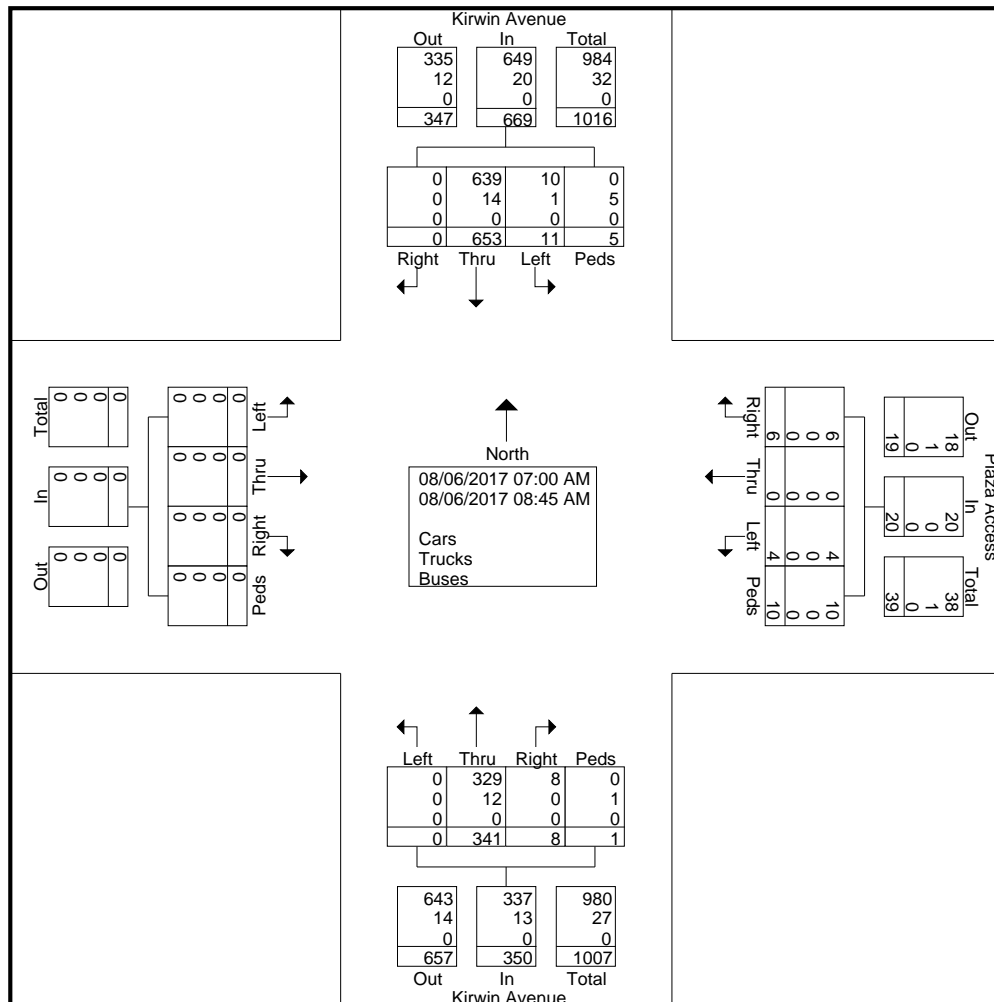 Kirwin Avenue
Out In Total
335 649 984
12 20 32
0 0 0
347 669 1016
0 639 10 0
0 14 1 5
0 0 0 0
0 653 11 5
Right Thru Left Peds
Total
0 0 0 0
In
0 0 0 0
Out
0 0 0 0
Left
0 0 0 0
Thru
0 0 0 0
Right
0 0 0 0
Peds
0 0 0 0
North
08/06/2017 07:00 AM
08/06/2017 08:45 AM
Cars
Trucks
Buses
Right
6 0 0 6
Thru
0 0 0 0
Left
4 0 0 4
Peds
10 0 0 10
Plaza Access
Out
18 1 0 19
In
20 0 0 20
Total
38 1 0 39
Left Thru Right Peds
0 329 8 0
0 12 0 1
0 0 0 0
0 341 8 1
643 337 980
14 13 27
0 0 0
657 350 1007
Out In Total
Kirwin Avenue